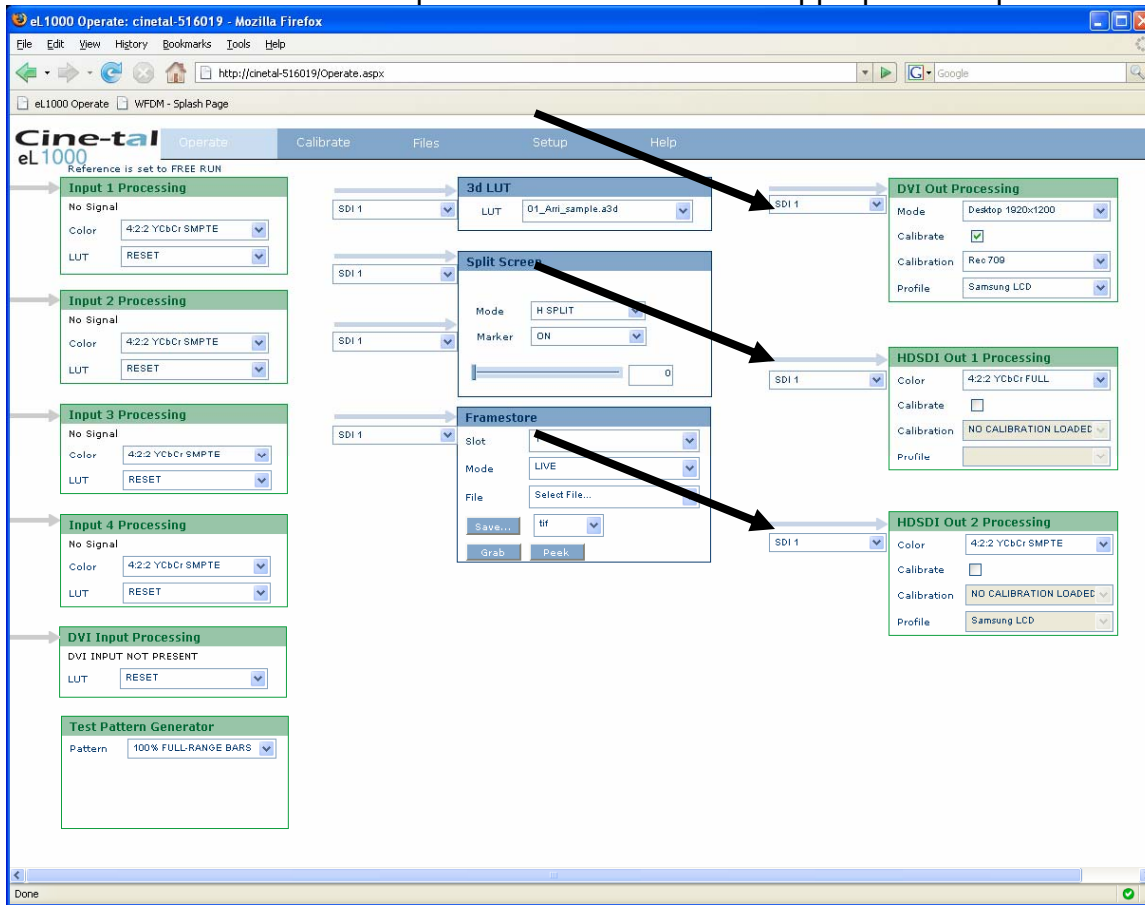 eL1000 Operate: cinetal-516019 - Mozilla Firefox
File Edit View History Bookmarks Tools Help
http://cinetal-516019/Operate.aspx
Google
eL1000 Operate WFDM - Splash Page
Cine-tal
eL1000
Operate Calibrate Files Setup Help
Reference is set to FREE RUN
Input 1 Processing
No Signal
Color 4:2:2 YCbCr SMPTE
LUT RESET
Input 2 Processing
No Signal
Color 4:2:2 YCbCr SMPTE
LUT RESET
Input 3 Processing
No Signal
Color 4:2:2 YCbCr SMPTE
LUT RESET
Input 4 Processing
No Signal
Color 4:2:2 YCbCr SMPTE
LUT RESET
DVI Input Processing
DVI INPUT NOT PRESENT
LUT RESET
Test Pattern Generator
Pattern 100% FULL-RANGE BARS
SDI 1
3d LUT
LUT 01_Arri_sample.a3d
SDI 1
SDI 1
Split Screen
Mode H SPLIT
Marker ON
0
SDI 1
Framestore
Slot
Mode LIVE
File Select File...
Save... tif
Grab Peek
SDI 1
DVI Out Processing
Mode Desktop 1920x1200
Calibrate
Calibration Rec 709
Profile Samsung LCD
SDI 1
HDSDI Out 1 Processing
Color 4:2:2 YCbCr FULL
Calibrate
Calibration NO CALIBRATION LOADED
Profile
SDI 1
HDSDI Out 2 Processing
Color 4:2:2 YCbCr SMPTE
Calibrate
Calibration NO CALIBRATION LOADED
Profile Samsung LCD
Done